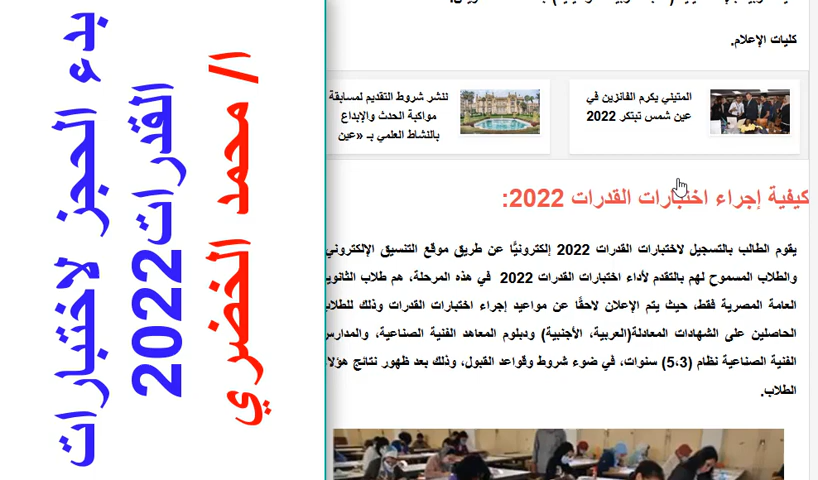 بدء الحجز لاختبارات
القدرات2022
ا/ محمد الخضري
كليات الإعلام.
المتيني يكرم الفائزين في
عين شمس تبتكر 2022
ننشر شروط التقديم لمسابقة
مواكبة الحدث والإبداع
بالنشاط العلمي بـ «عين
كيفية إجراء اختبارات القدرات 2022:
يقوم الطالب بالتسجيل لاختبارات القدرات 2022 إلكترونيًا عن طريق موقع التنسيق الإلكتروني
والطلاب المسموح لهم بالتقدم لأداء اختبارات القدرات 2022 في هذه المرحلة، هم طلاب الثانوي
العامة المصرية فقط، حيث يتم الإعلان لاحقًا عن مواعيد إجراء اختبارات القدرات وذلك للطلا
الحاصلين على الشهادات المعادلة(العربية، الأجنبية) ودبلوم المعاهد الفنية الصناعية، والمدارس
الفنية الصناعية نظام (5،3) سنوات، في ضوء شروط وقواعد القبول، وذلك بعد ظهور نتائج هؤلا
الطلاب.